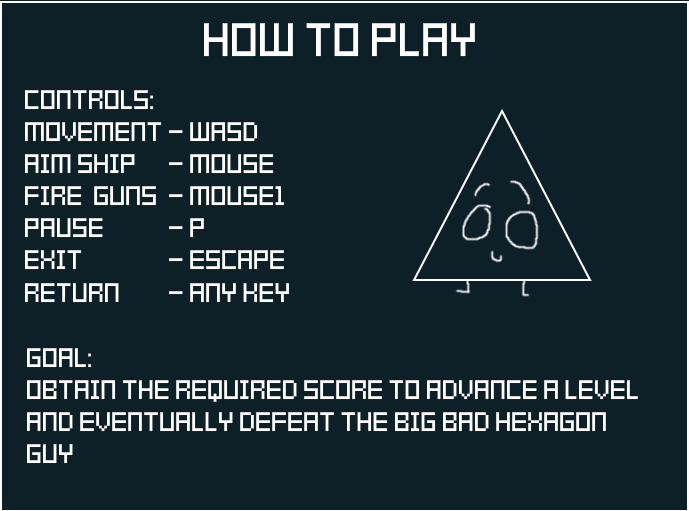 HOW TO PLAY
CONTROLS:
MOVEMENT - WASD
AIM SHIP - MOUSE
FIRE GUNS - MOUSE1
PAUSE - P
EXIT - ESCAPE
RETURN - ANY KEY
GOAL:
OBTAIN THE REQUIRED SCORE TO ADVANCE A LEVEL
AND EVENTUALLY DEFEAT THE BIG BAD HEXAGON
GUY